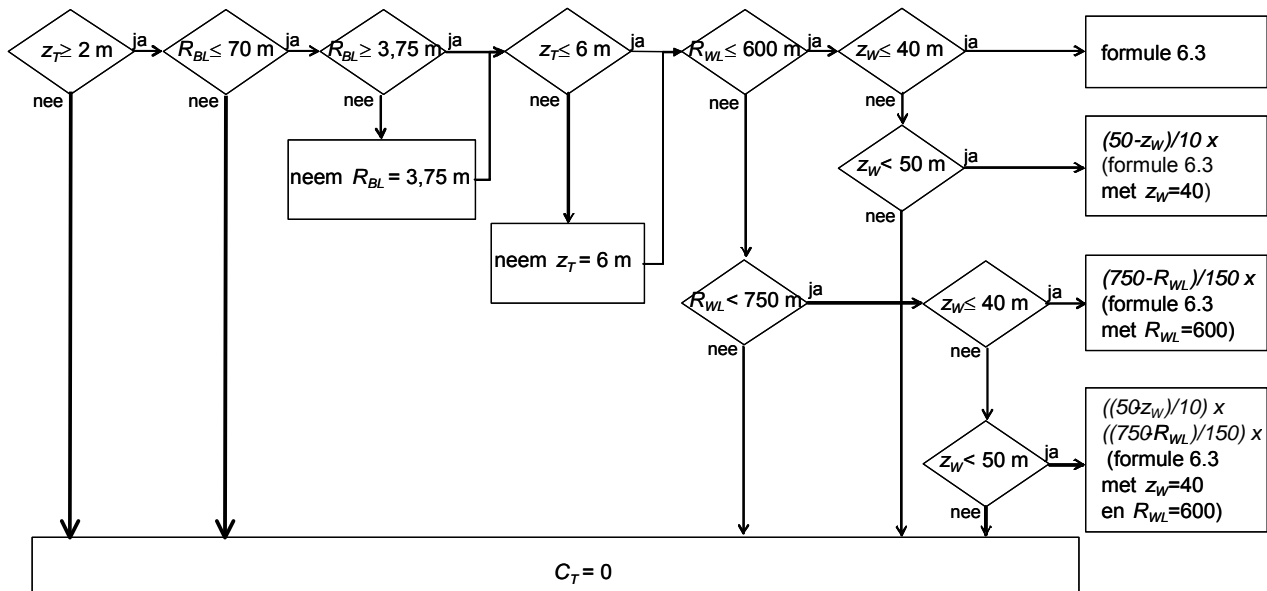 z_T ≥ 2 m
ja
nee
R_BL ≤ 70 m
ja
nee
R_BL ≥ 3,75 m
ja
nee
neem R_BL = 3,75 m
z_T ≤ 6 m
ja
nee
neem z_T = 6 m
R_WL ≤ 600 m
ja
nee
z_W ≤ 40 m
ja
nee
formule 6.3
z_W < 50 m
ja
nee
(50-z_W)/10 x
(formule 6.3
met z_W=40)
R_WL < 750 m
ja
nee
z_W ≤ 40 m
ja
nee
(750-R_WL)/150 x
(formule 6.3
met R_WL=600)
z_W < 50 m
ja
nee
((50-z_W)/10) x
((750-R_WL)/150) x
(formule 6.3
met z_W=40
en R_WL=600)
C_T = 0